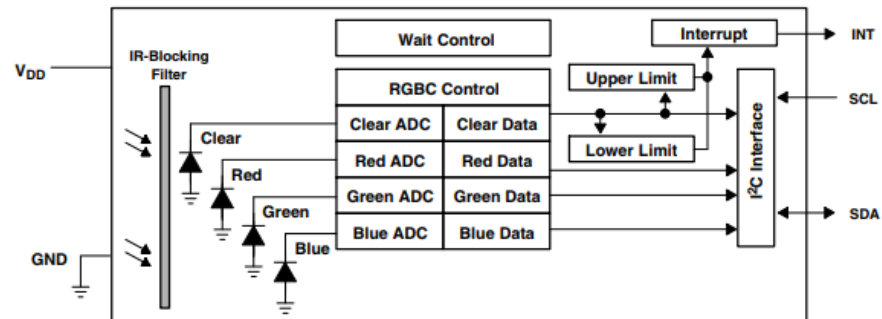 Wait Control
Interrupt
INT
IR-Blocking
Filter
V_DD
RGBC Control
Upper Limit
SCL
Clear
Clear ADC
Clear Data
Lower Limit
I²C Interface
Red
Red ADC
Red Data
Green
Green ADC
Green Data
SDA
Blue
Blue ADC
Blue Data
GND